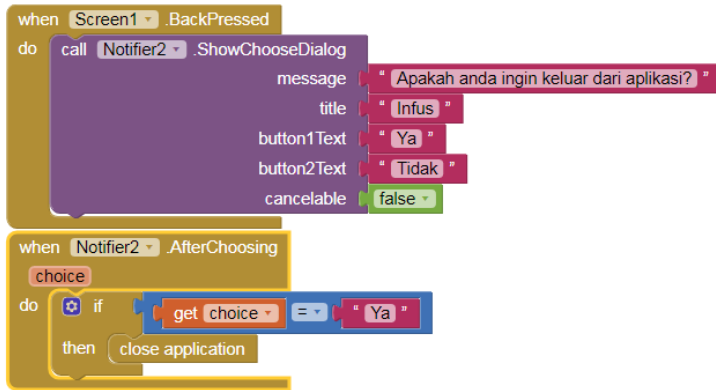 when Screen1 .BackPressed
do call Notifier2 .ShowChooseDialog
message " Apakah anda ingin keluar dari aplikasi? "
title " Infus "
button1Text " Ya "
button2Text " Tidak "
cancelable false
when Notifier2 .AfterChoosing
choice
do if get choice = " Ya "
then close application